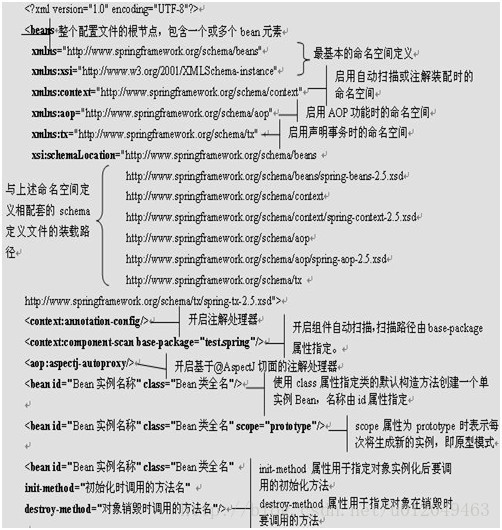 <?xml version="1.0" encoding="UTF-8"?>
<beans 整个配置文件的根节点，包含一个或多个 bean 元素
xmlns="http://www.springframework.org/schema/beans"
最基本的命名空间定义
xmlns:xsi="http://www.w3.org/2001/XMLSchema-instance"
xmlns:context="http://www.springframework.org/schema/context"
启用自动扫描或注解装配时的
命名空间
xmlns:aop="http://www.springframework.org/schema/aop"
启用 AOP 功能时的命名空间
xmlns:tx="http://www.springframework.org/schema/tx"
启用声明事务时的命名空间
xsi:schemaLocation="http://www.springframework.org/schema/beans
与上述命名空间定
义相配套的 schema
定义文件的装载路
径
http://www.springframework.org/schema/beans/spring-beans-2.5.xsd
http://www.springframework.org/schema/context
http://www.springframework.org/schema/context/spring-context-2.5.xsd
http://www.springframework.org/schema/aop
http://www.springframework.org/schema/aop/spring-aop-2.5.xsd
http://www.springframework.org/schema/tx
http://www.springframework.org/schema/tx/spring-tx-2.5.xsd">
<context:annotation-config/>
开启注解处理器
<context:component-scan base-package="test.spring"/>
开启组件自动扫描,扫描路径由 base-package
属性指定。
<aop:aspectj-autoproxy/>
开启基于@AspectJ 切面的注解处理器
<bean id="Bean 实例名称" class="Bean 类全名"/>
使用 class 属性指定类的默认构造方法创建一个单
实例 Bean，名称由 id 属性指定
<bean id="Bean 实例名称" class="Bean 类全名" scope="prototype"/>
scope 属性为 prototype 时表示每
次将生成新的实例，即原型模式
<bean id="Bean 实例名称" class="Bean 类全名"
init-method="初始化时调用的方法名"
init-method 属性用于指定对象实例化后要调
用的初始化方法
destroy-method="对象销毁时调用的方法名"/>
destroy-method 属性用于指定对象在销毁时
要调用的方法